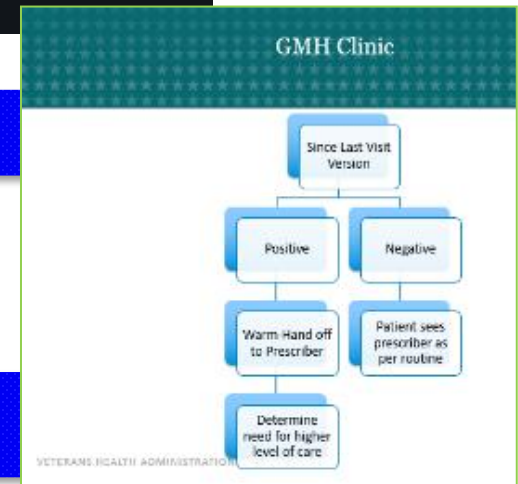 GMH Clinic
Since Last Visit
Version
Positive
Negative
Warm Hand off
to Prescriber
Patient sees
prescriber as
per routine
Determine
need for higher
level of care
VETERANS HEALTH ADMINISTRATION